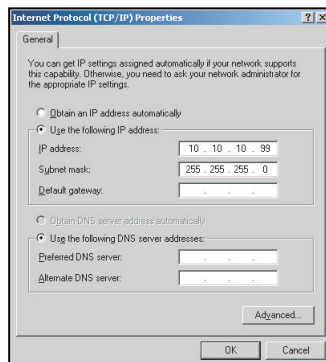 Internet Protocol (TCP/IP) Properties
General
You can get IP settings assigned automatically if your network supports
this capability. Otherwise, you need to ask your network administrator for
the appropriate IP settings.
Obtain an IP address automatically
Use the following IP address:
IP address: 10 . 10 . 10 . 99
Subnet mask: 255 . 255 . 255 . 0
Default gateway: . . .
Obtain DNS server address automatically
Use the following DNS server addresses:
Preferred DNS server: . . .
Alternate DNS server: . . .
Advanced...
OK Cancel